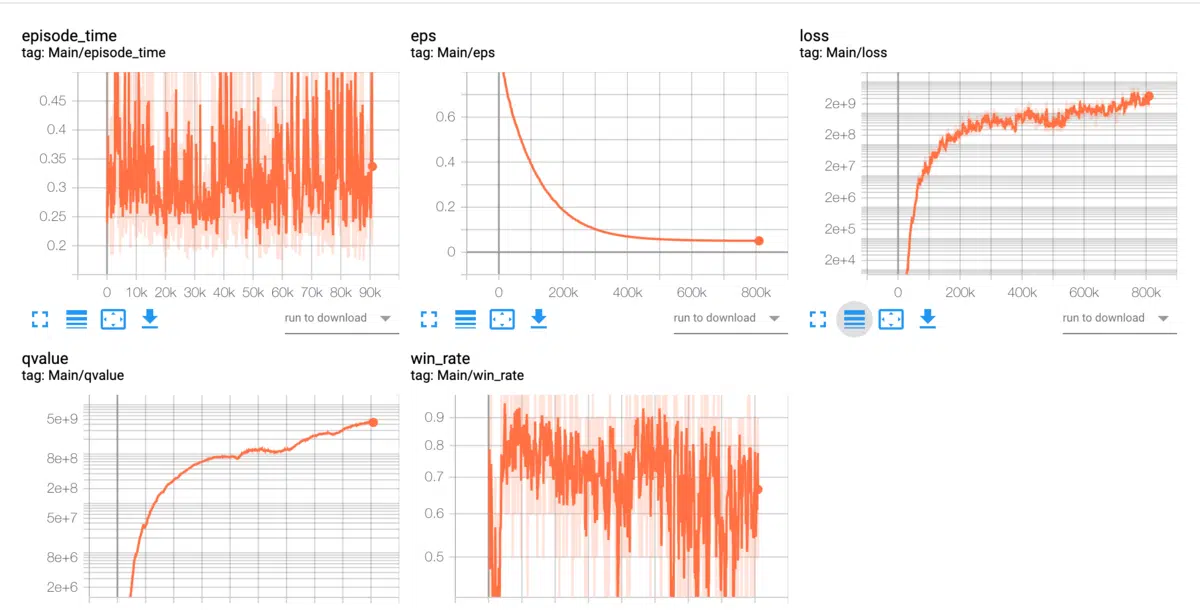 episode_time
tag: Main/episode_time
0.45
0.4
0.35
0.3
0.25
0.2
0 10k 20k 30k 40k 50k 60k 70k 80k 90k
run to download
eps
tag: Main/eps
0.6
0.4
0.2
0
0 200k 400k 600k 800k
run to download
loss
tag: Main/loss
2e+9
2e+8
2e+7
2e+6
2e+5
2e+4
0 200k 400k 600k 800k
run to download
qvalue
tag: Main/qvalue
5e+9
8e+8
2e+8
5e+7
8e+6
2e+6
win_rate
tag: Main/win_rate
0.9
0.8
0.7
0.6
0.5